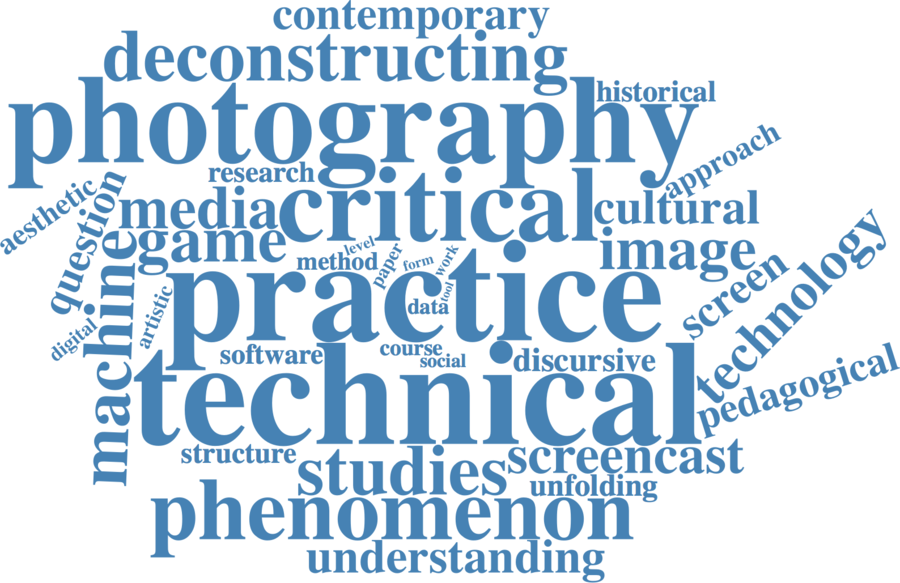 contemporary
deconstructing
photography
historical
approach
research
aesthetic
question
media
critical
cultural
game
image
method
level
paper
form
work
tool
data
practice
screen
technology
machine
digital
artistic
software
course
social
discursive
technical
pedagogical
structure
studies
screencast
unfolding
phenomenon
understanding